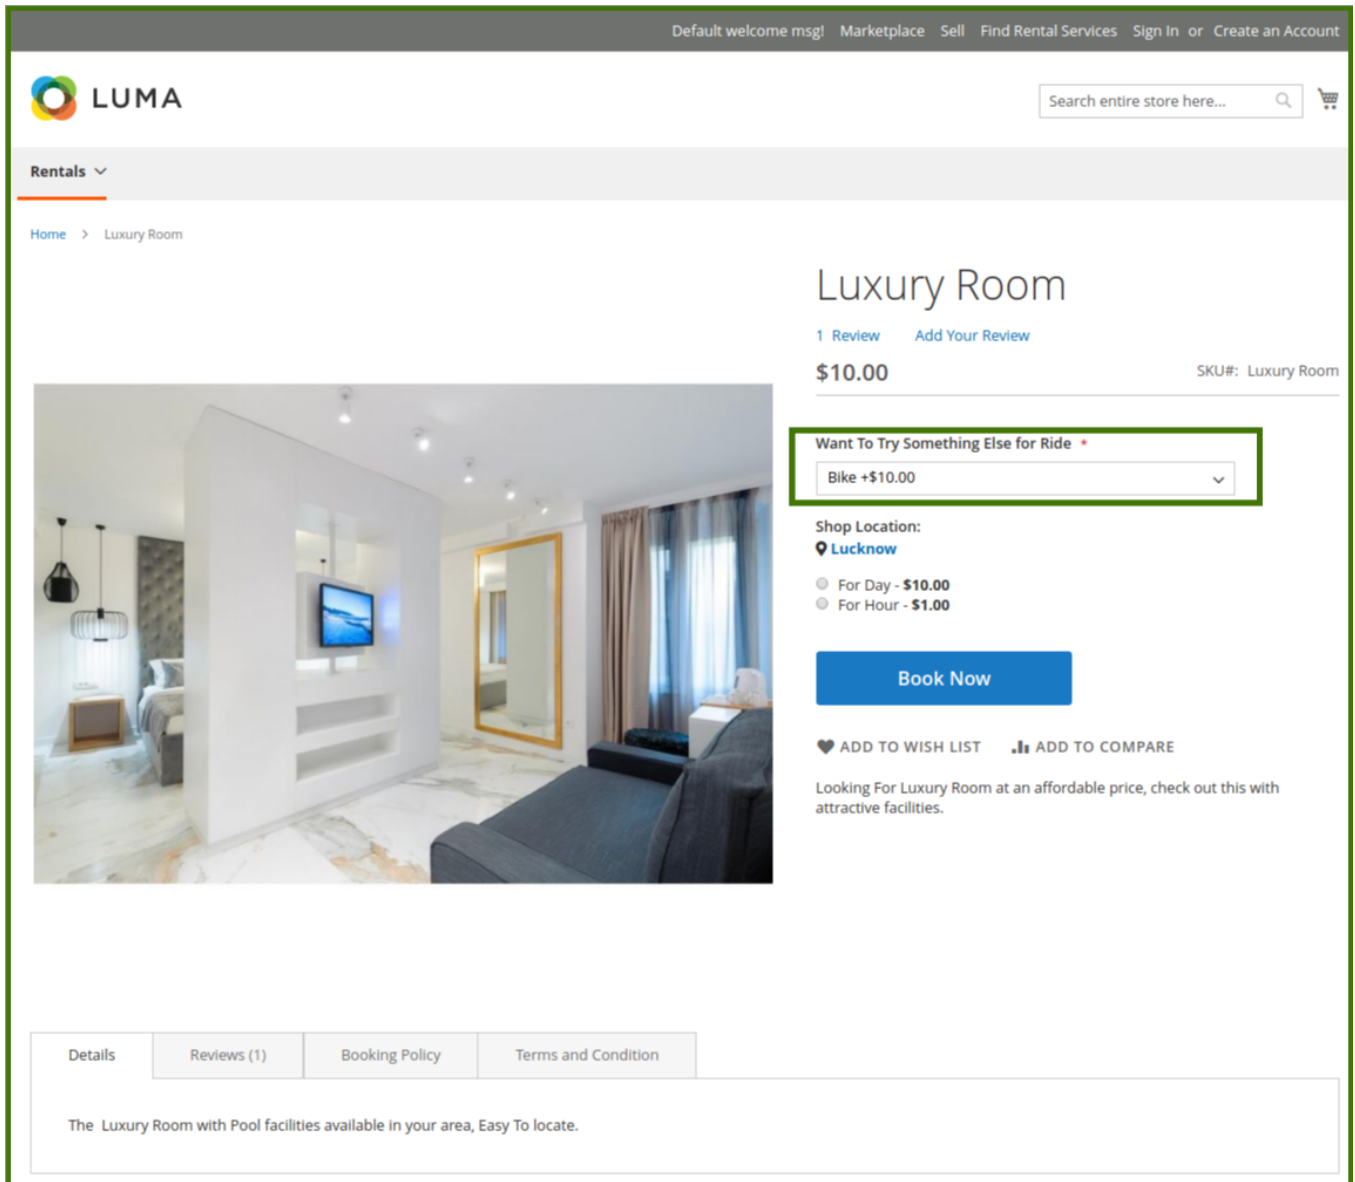 Default welcome msg! Marketplace Sell Find Rental Services Sign In or Create an Account
LUMA
Search entire store here...
Rentals
Home > Luxury Room
Luxury Room
1 Review Add Your Review
$10.00 SKU#: Luxury Room
Want To Try Something Else for Ride *
Bike +$10.00
Shop Location:
Lucknow
For Day - $10.00
For Hour - $1.00
Book Now
ADD TO WISH LIST ADD TO COMPARE
Looking For Luxury Room at an affordable price, check out this with
attractive facilities.
Details Reviews (1) Booking Policy Terms and Condition
The Luxury Room with Pool facilities available in your area, Easy To locate.